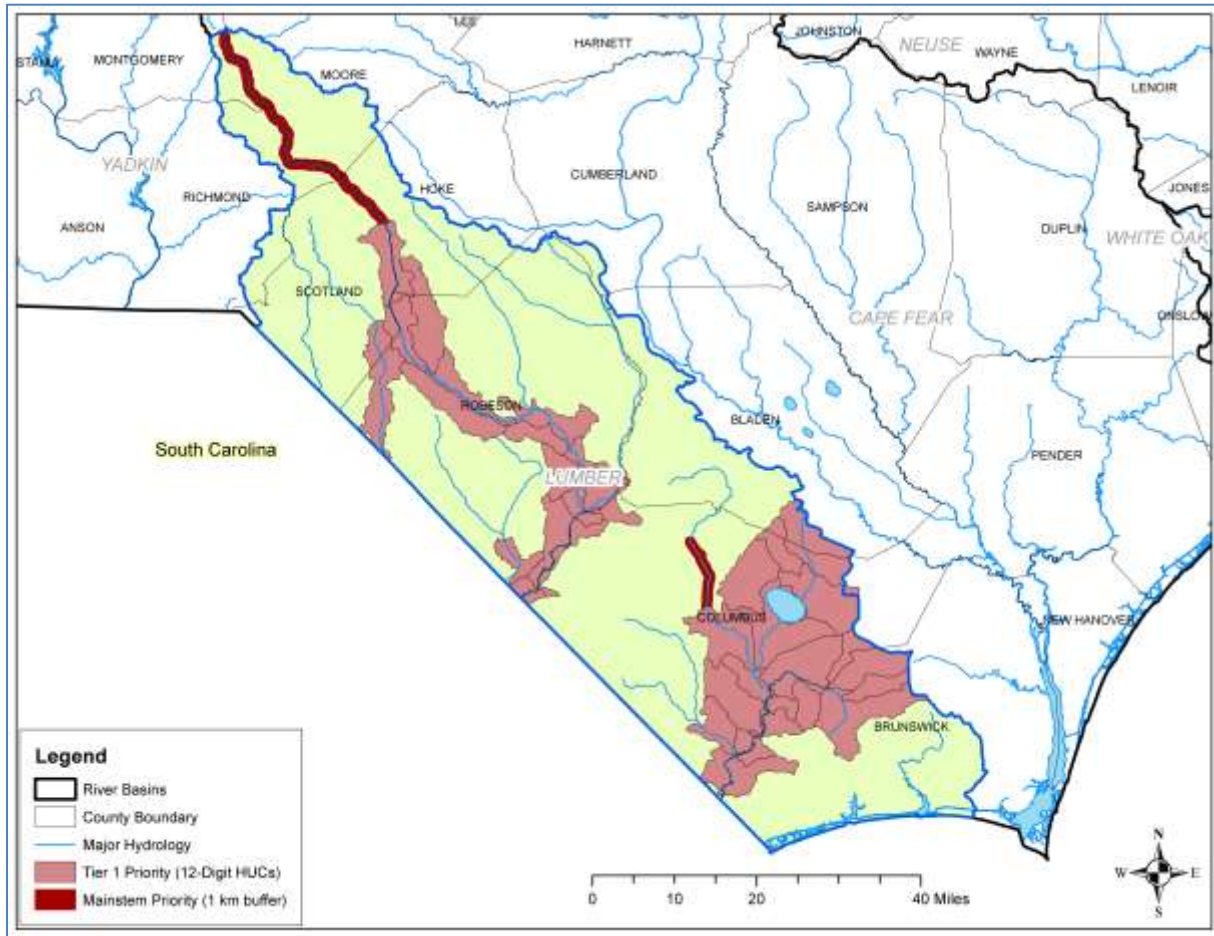 JOHNSTON
NEUSE
WAYNE
HARNETT
MONTGOMERY
MOORE
LENOIR
YADKIN
RICHMOND
HOKE
CUMBERLAND
SAMPSON
JONES
ANSON
DUPLIN
WHITE OAK
SCOTLAND
CAPE FEAR
ROBESON
BLADEN
South Carolina
LUMBER
PENDER
COLUMBUS
NEW HANOVER
BRUNSWICK
Legend
River Basins
County Boundary
Major Hydrology
Tier 1 Priority (12-Digit HUCs)
Mainstem Priority (1 km buffer)
0 10 20 40 Miles
N
W E
S